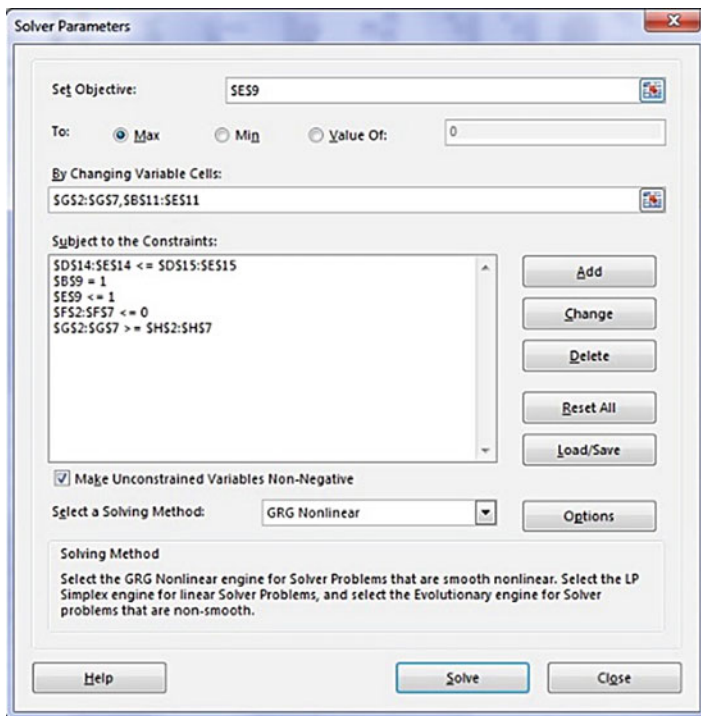 Solver Parameters
Set Objective: $E$9
To: Max Min Value Of: 0
By Changing Variable Cells:
$G$2:$G$7,$B$11:$E$11
Subject to the Constraints:
$D$14:$E$14 <= $D$15:$E$15
$B$9 = 1
$E$9 <= 1
$F$2:$F$7 <= 0
$G$2:$G$7 >= $H$2:$H$7
Add
Change
Delete
Reset All
Load/Save
Make Unconstrained Variables Non-Negative
Select a Solving Method: GRG Nonlinear Options
Solving Method
Select the GRG Nonlinear engine for Solver Problems that are smooth nonlinear. Select the LP
Simplex engine for linear Solver Problems, and select the Evolutionary engine for Solver
problems that are non-smooth.
Help Solve Close